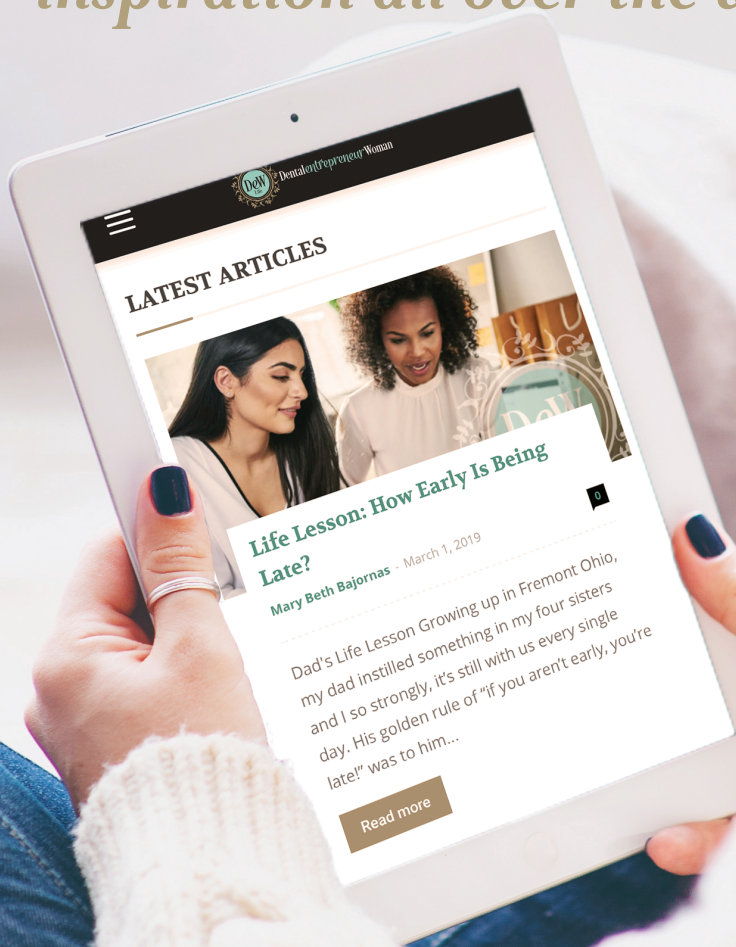 inspiration all over the
DeW
Life
DentalentrepreneurWoman
LATEST ARTICLES
DeW
Life Lesson: How Early Is Being
Late?
0
Mary Beth Bajornas - March 1, 2019
Dad's Life Lesson Growing up in Fremont Ohio,
my dad instilled something in my four sisters
and I so strongly, it's still with us every single
day. His golden rule of “if you aren't early, you're
late!” was to him...
Read more